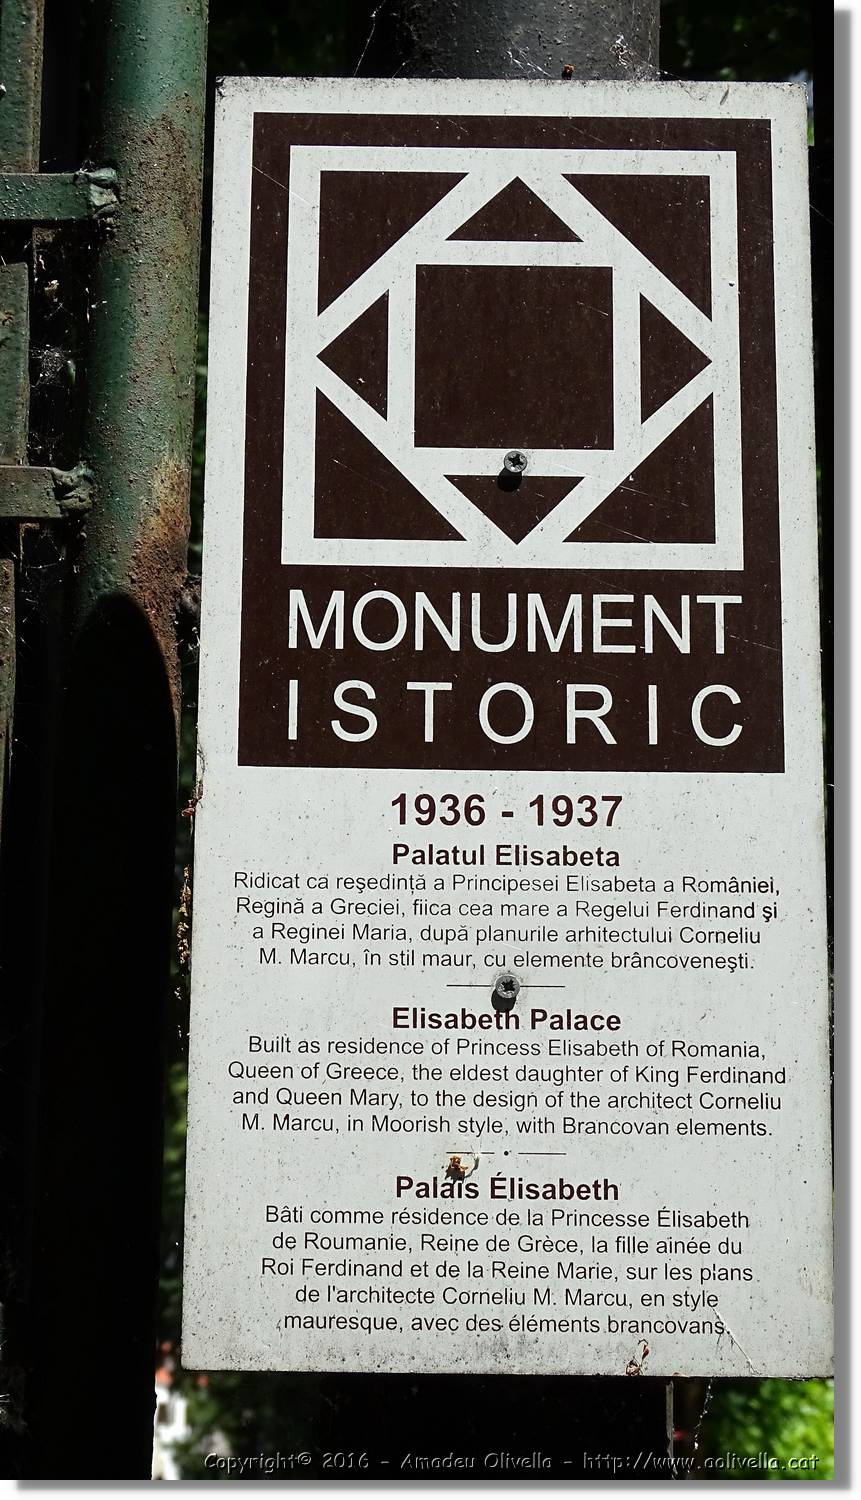 MONUMENT
ISTORIC
1936 - 1937
Palatul Elisabeta
Ridicat ca reşedinţă a Principesei Elisabeta a României,
Regină a Greciei, fiica cea mare a Regelui Ferdinand şi
a Reginei Maria, după planurile arhitectului Corneliu
M. Marcu, în stil maur, cu elemente brâncoveneşti.
Elisabeth Palace
Built as residence of Princess Elisabeth of Romania,
Queen of Greece, the eldest daughter of King Ferdinand
and Queen Mary, to the design of the architect Corneliu
M. Marcu, in Moorish style, with Brancovan elements.
Palais Élisabeth
Bâti comme résidence de la Princesse Élisabeth
de Roumanie, Reine de Grèce, la fille ainée du
Roi Ferdinand et de la Reine Marie, sur les plans
de l'architecte Corneliu M. Marcu, en style
mauresque, avec des éléments brancovans.
Copyright© 2016 - Amadeu Olivella - http://www.aolivella.cat